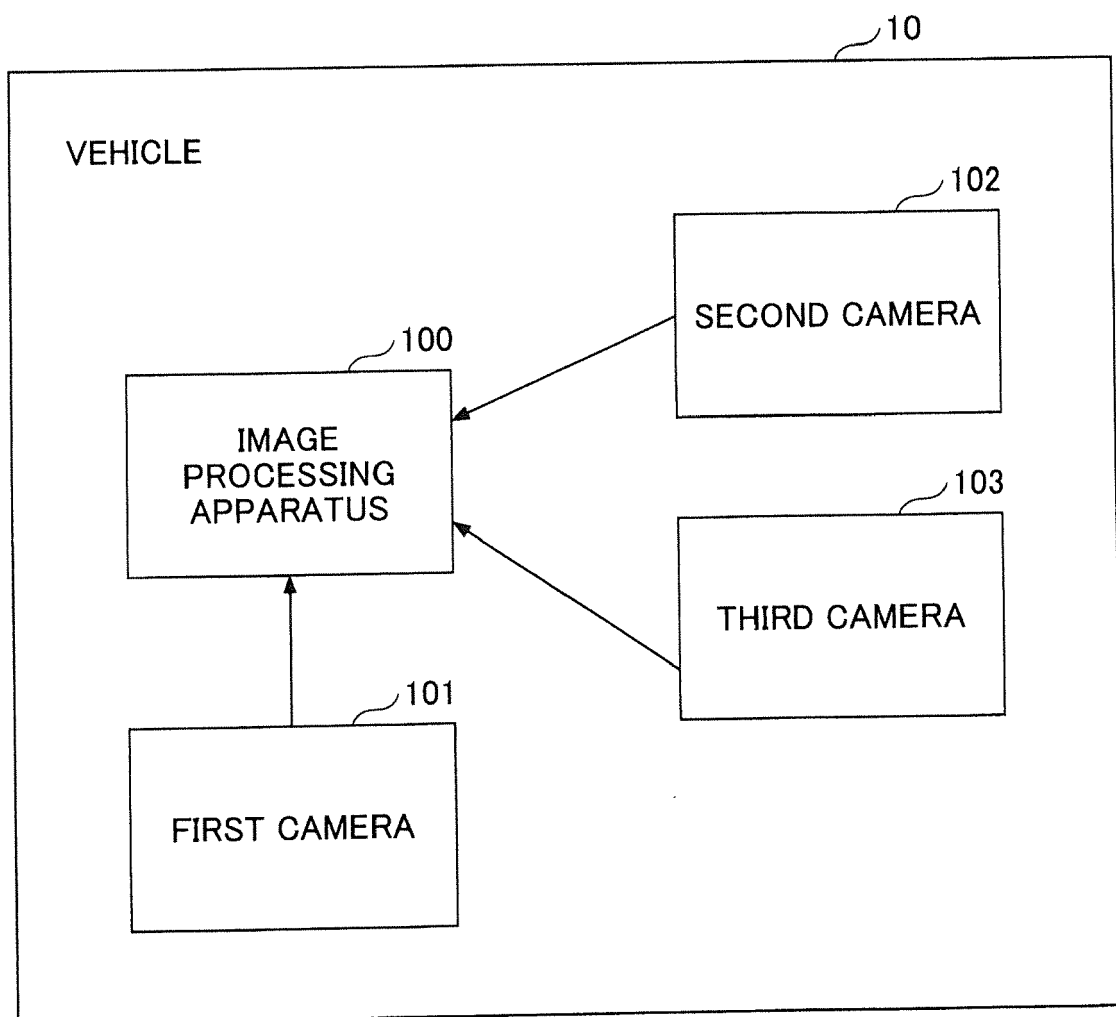 10
VEHICLE
102
SECOND CAMERA
100
IMAGE
PROCESSING
APPARATUS
103
THIRD CAMERA
101
FIRST CAMERA